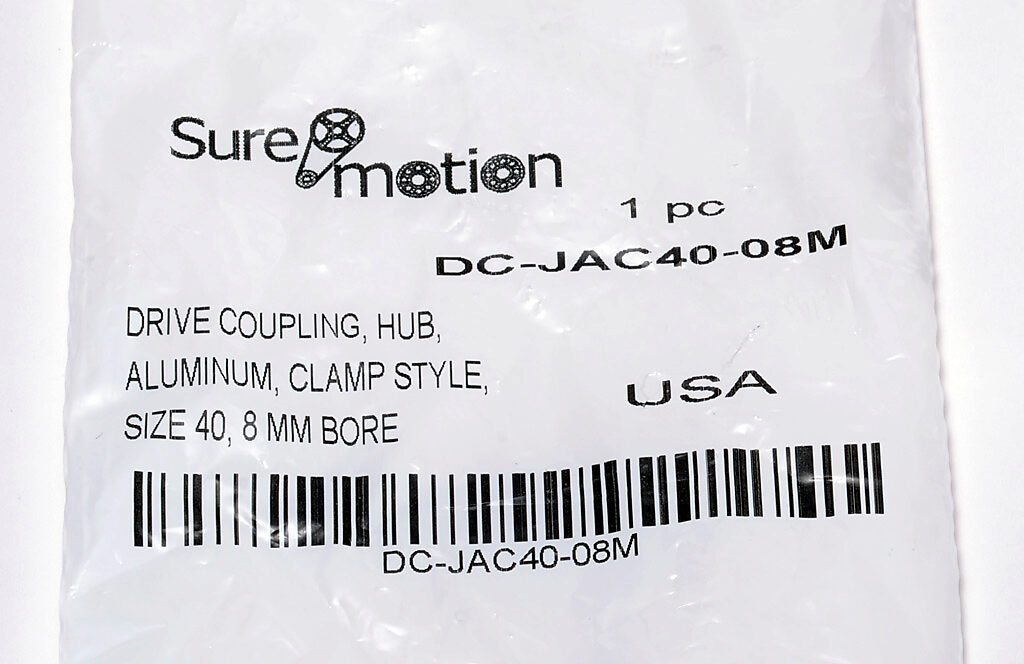 Sure motion
1 pc
DC-JAC40-08M
DRIVE COUPLING, HUB,
ALUMINUM, CLAMP STYLE,
SIZE 40, 8 MM BORE
USA
DC-JAC40-08M